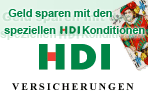 Geld sparen mit den
speziellen HDI Konditionen
HDI
VERSICHERUNGEN